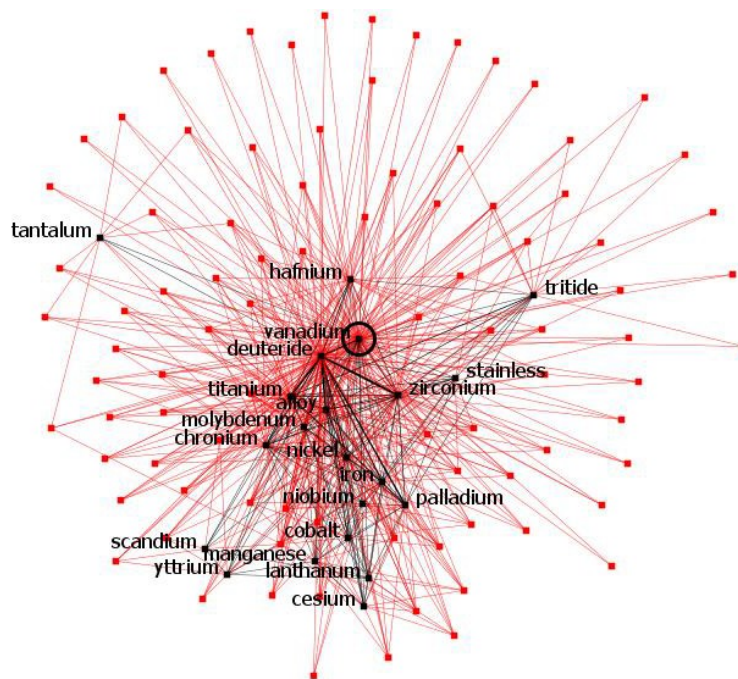 tantalum
hafnium
tritide
vanadium
deuteride
stainless
titanium
zirconium
alloy
molybdenum
chronium
nickel
iron
niobium
palladium
cobalt
scandium
manganese
yttrium
lanthanum
cesium